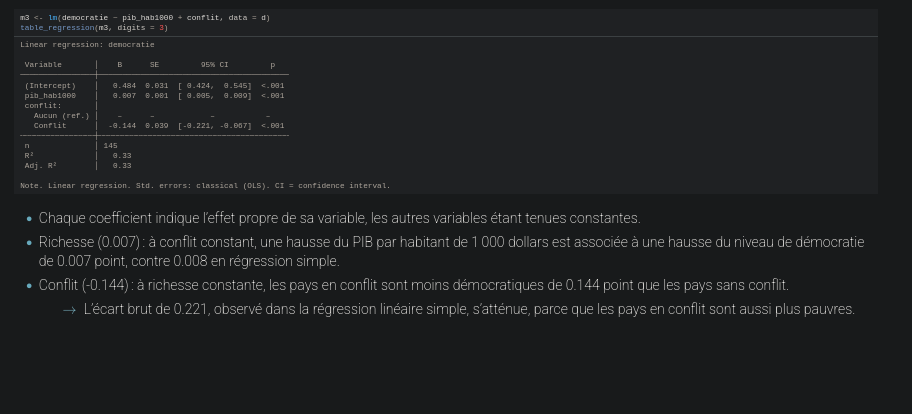 m3 <- lm(democratie ~ pib_hab1000 + conflit, data = d)
table_regression(m3, digits = 3)
Linear regression: democratie
Variable │ B SE 95% CI p
(Intercept) │ 0.484 0.031 [ 0.424, 0.545] <.001
pib_hab1000 │ 0.007 0.001 [ 0.005, 0.009] <.001
conflit: │
Aucun (ref.) │ – – – –
Conflit │ -0.144 0.039 [-0.221, -0.067] <.001
n │ 145
R² │ 0.33
Adj. R² │ 0.33
Note. Linear regression. Std. errors: classical (OLS). CI = confidence interval.
• Chaque coefficient indique l’effet propre de sa variable, les autres variables étant tenues constantes.
• Richesse (0.007) : à conflit constant, une hausse du PIB par habitant de 1 000 dollars est associée à une hausse du niveau de démocratie
de 0.007 point, contre 0.008 en régression simple.
• Conflit (-0.144) : à richesse constante, les pays en conflit sont moins démocratiques de 0.144 point que les pays sans conflit.
→ L’écart brut de 0.221, observé dans la régression linéaire simple, s’atténue, parce que les pays en conflit sont aussi plus pauvres.